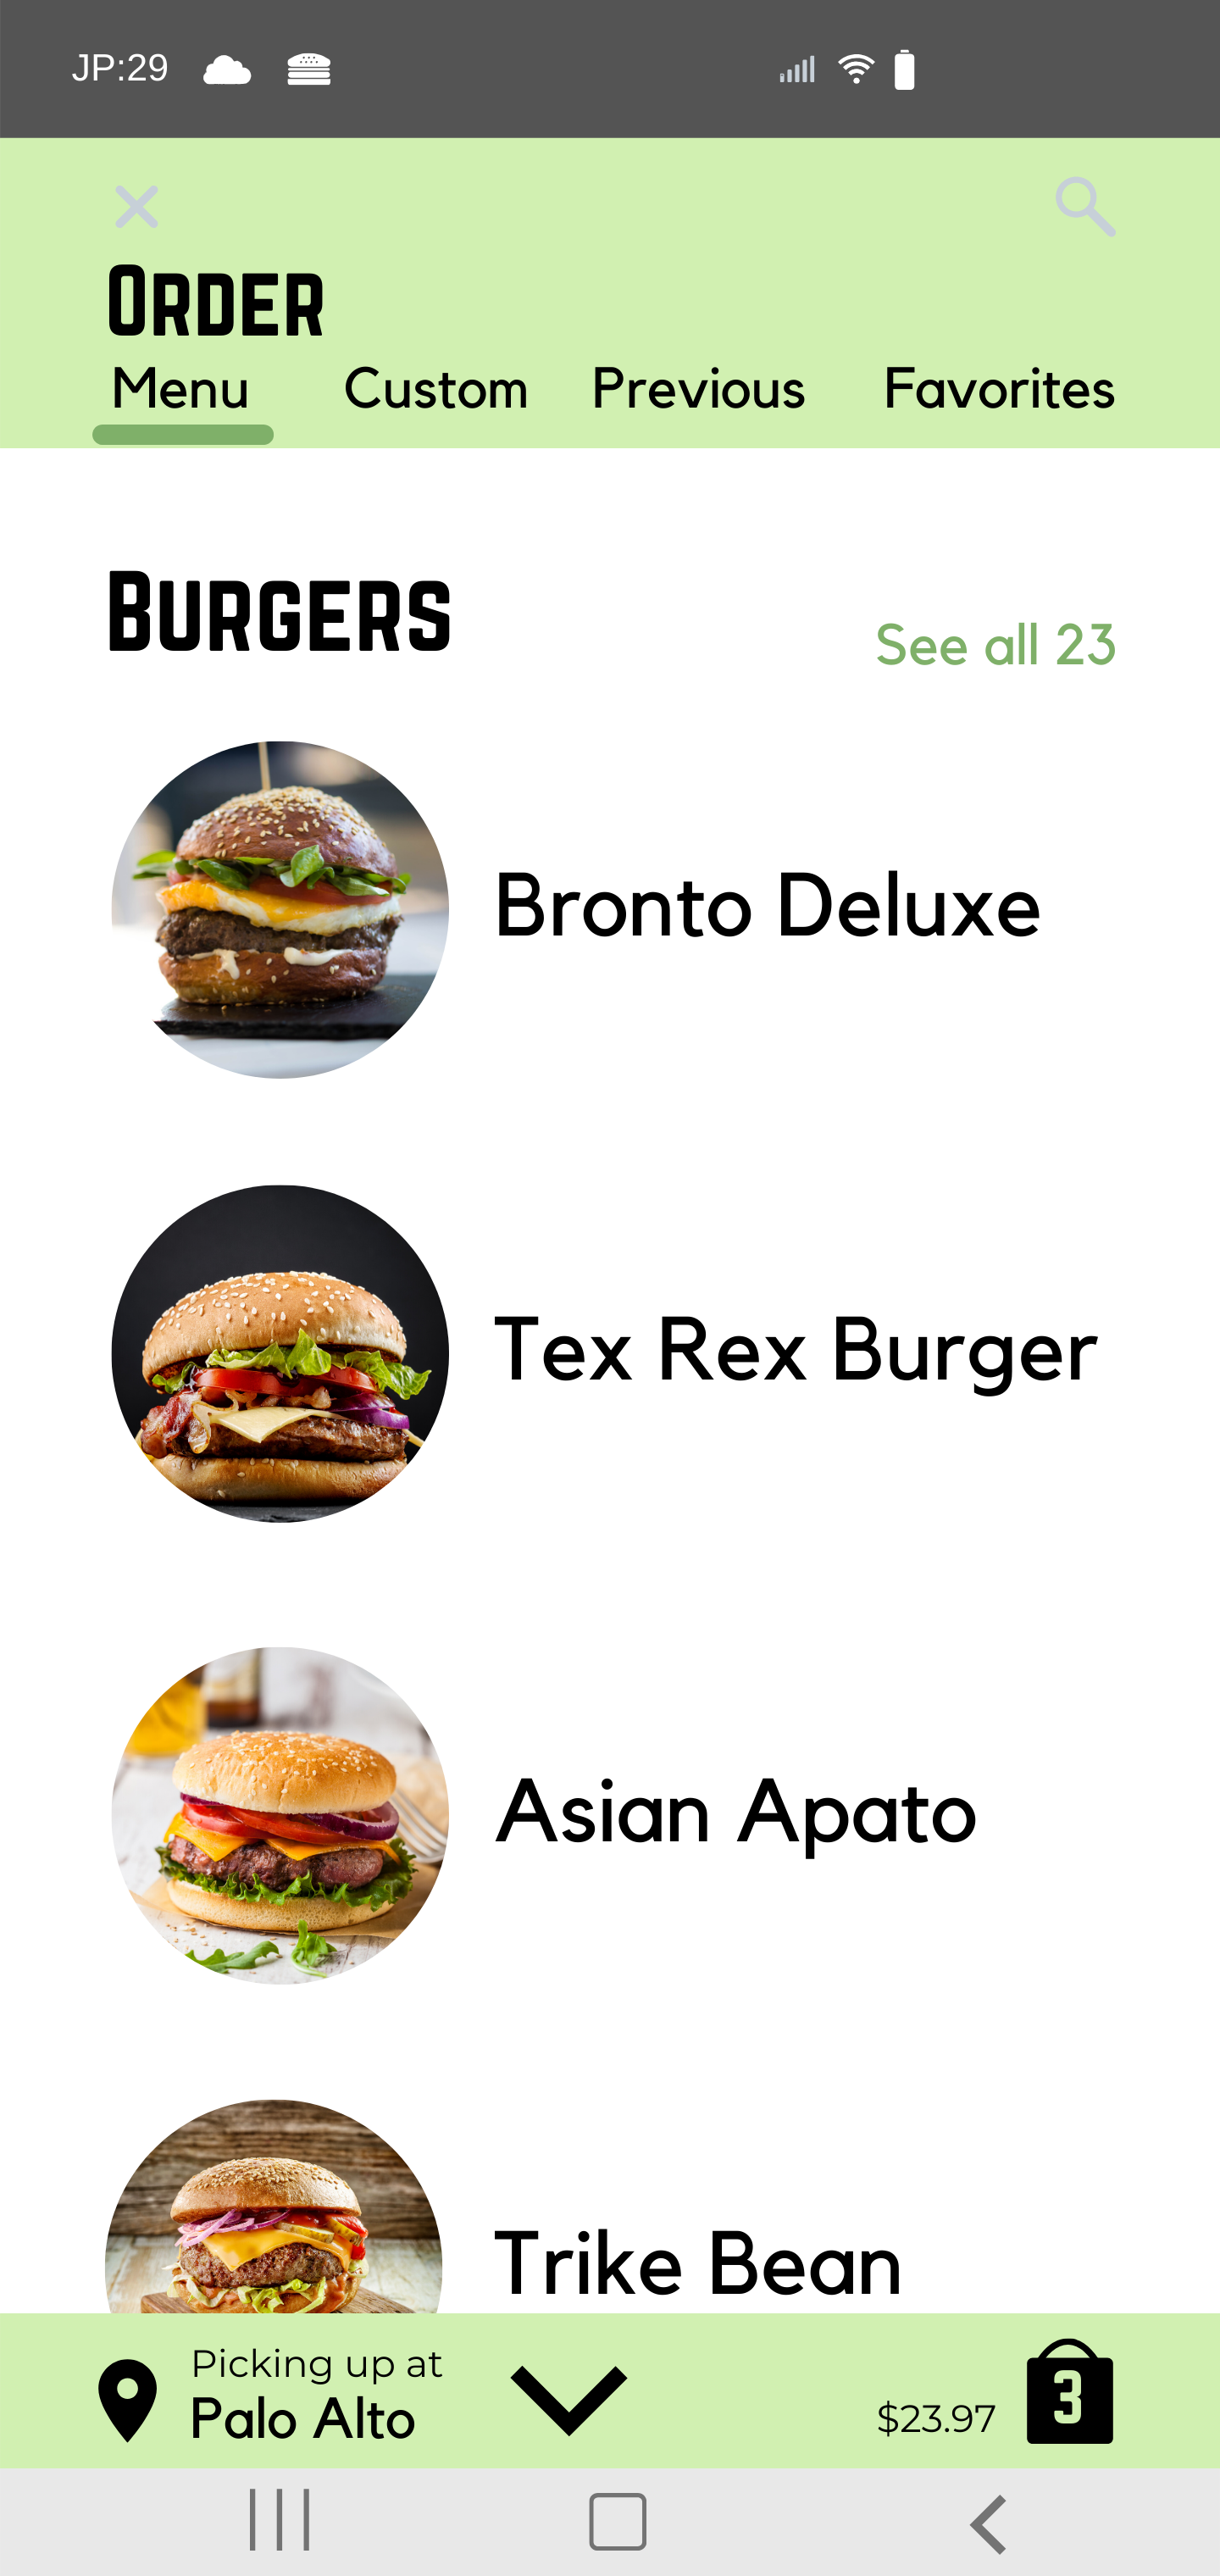 JP:29
Order
Menu Custom Previous Favorites
Burgers
See all 23
Bronto Deluxe
Tex Rex Burger
Asian Apato
Trike Bean
Picking up at
Palo Alto
$23.97
3